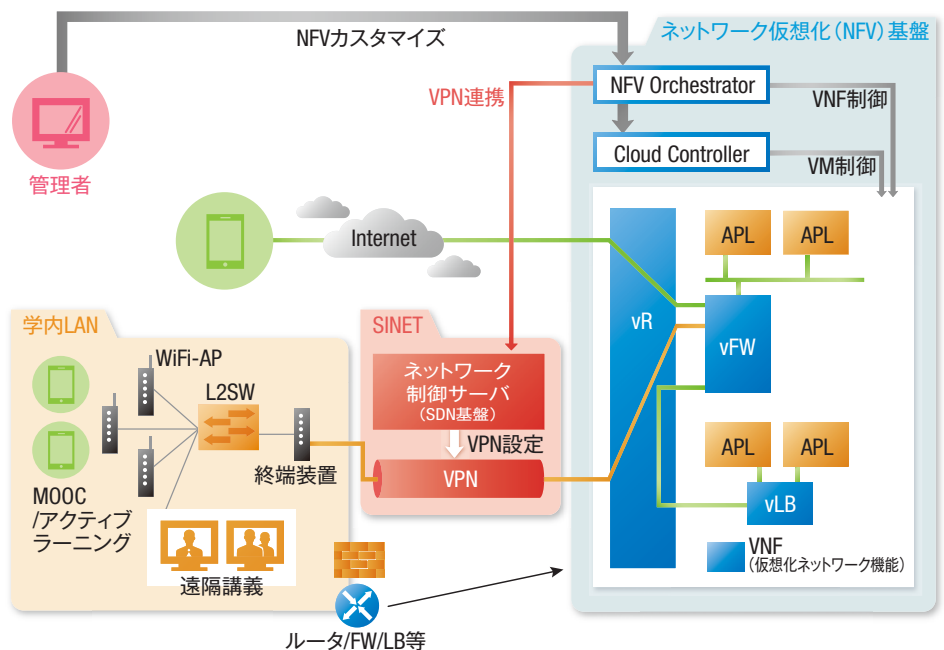 NFVカスタマイズ
ネットワーク仮想化(NFV)基盤
管理者
VPN連携
NFV Orchestrator
VNF制御
Cloud Controller
VM制御
Internet
vR
APL
APL
vFW
APL
APL
vLB
VNF
(仮想化ネットワーク機能)
学内LAN
WiFi-AP
L2SW
終端装置
MOOC
/アクティブ
ラーニング
遠隔講義
SINET
ネットワーク
制御サーバ
(SDN基盤)
VPN設定
VPN
ルータ/FW/LB等